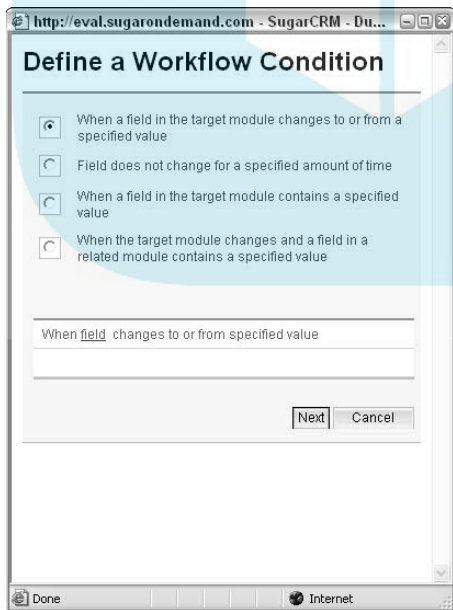 http://eval.sugarondemand.com - SugarCRM - Du...
Define a Workflow Condition
When a field in the target module changes to or from a
specified value
Field does not change for a specified amount of time
When a field in the target module contains a specified
value
When the target module changes and a field in a
related module contains a specified value
When field changes to or from specified value
Next Cancel
Done Internet